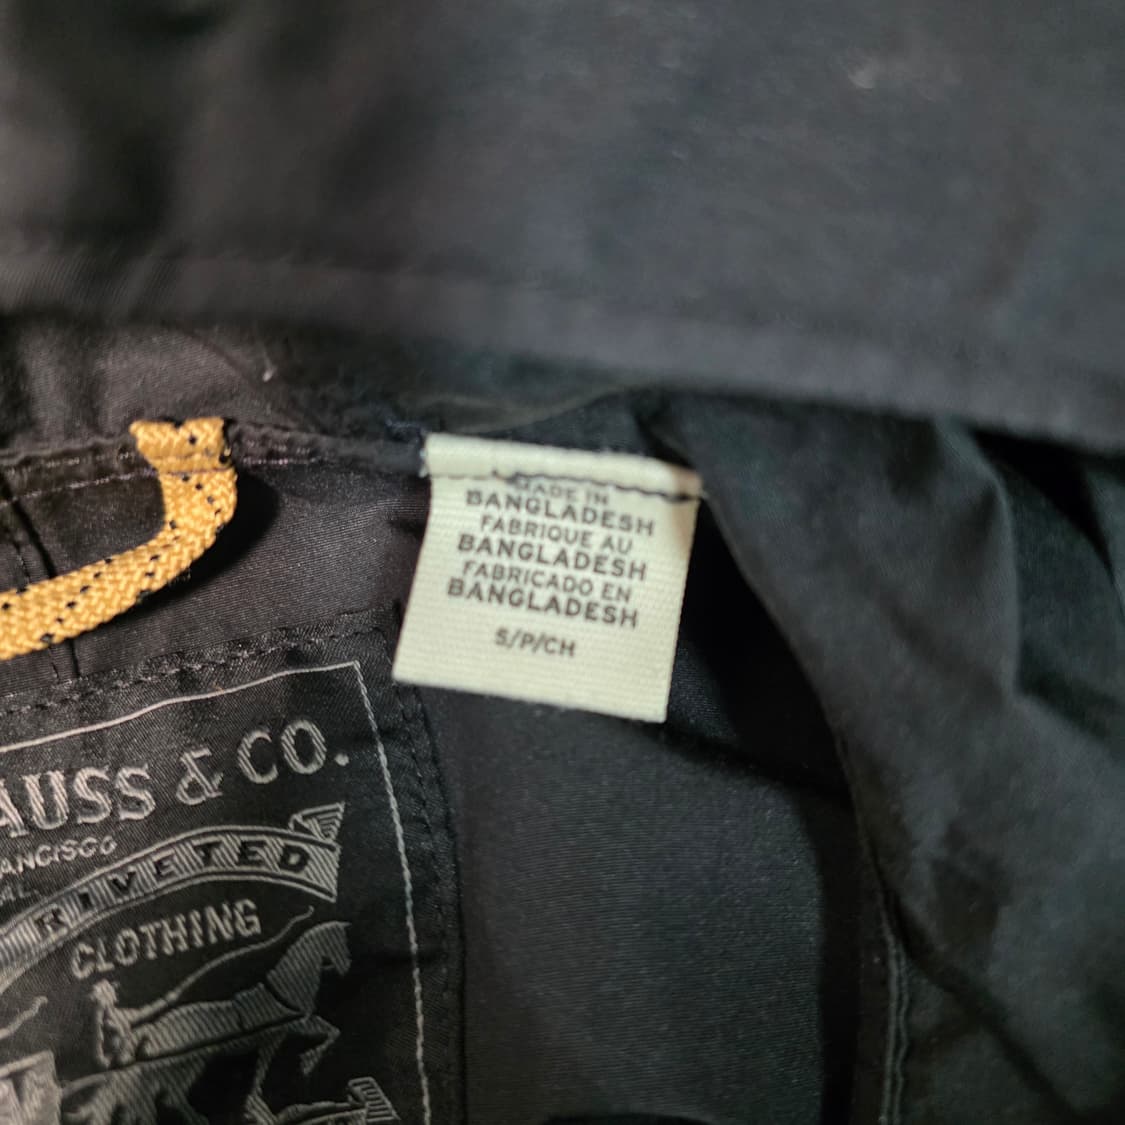 MADE IN
BANGLADESH
FABRIQUE AU
BANGLADESH
FABRICADO EN
BANGLADESH
S/P/CH
AUSS & CO.
ANCISCO
RIVETED
CLOTHING